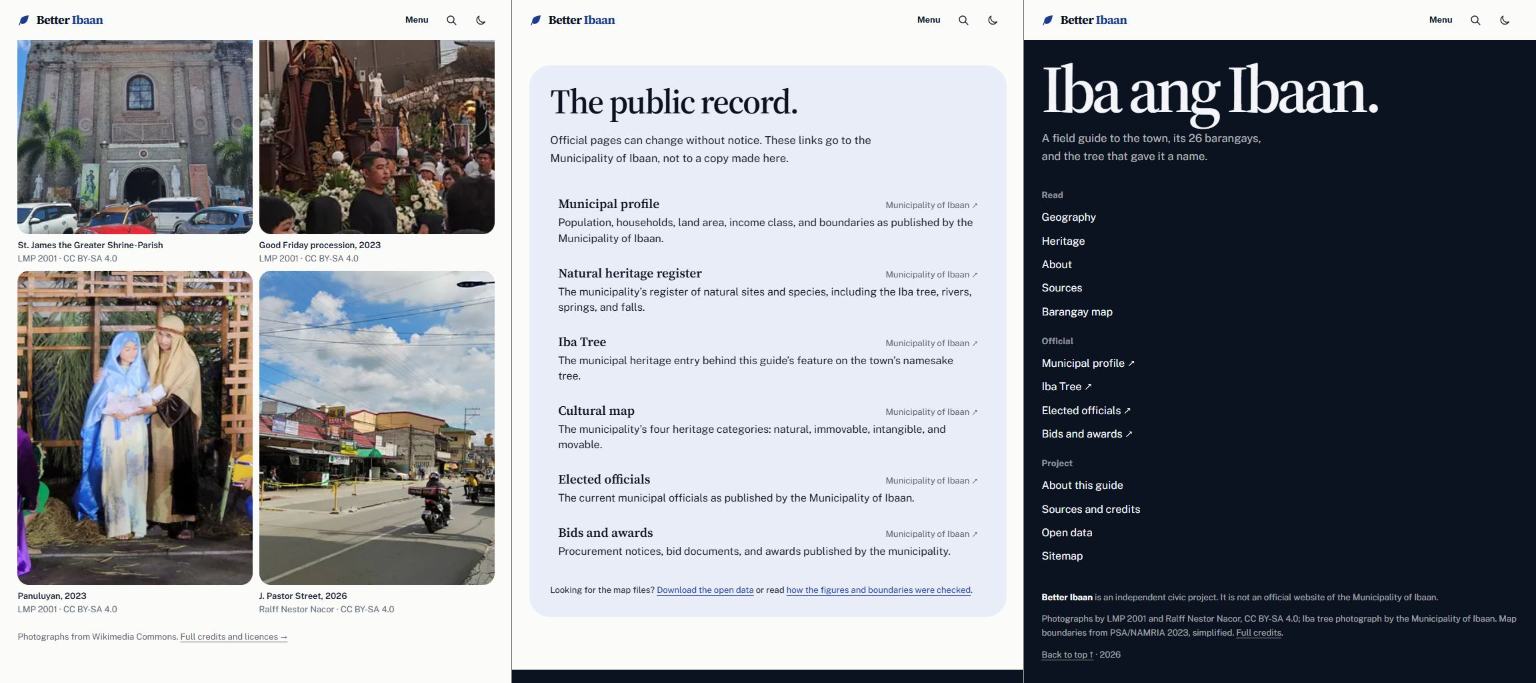 Better Ibaan
Menu
St. James the Greater Shrine-Parish
LMP 2001 · CC BY-SA 4.0
Good Friday procession, 2023
LMP 2001 · CC BY-SA 4.0
Panuluyan, 2023
LMP 2001 · CC BY-SA 4.0
J. Pastor Street, 2026
Ralff Nestor Nacor · CC BY-SA 4.0
Photographs from Wikimedia Commons. Full credits and licences →
Better Ibaan
Menu
The public record.
Official pages can change without notice. These links go to the
Municipality of Ibaan, not to a copy made here.
Municipal profile
Municipality of Ibaan ↗
Population, households, land area, income class, and boundaries as published by the
Municipality of Ibaan.
Natural heritage register
Municipality of Ibaan ↗
The municipality's register of natural sites and species, including the Iba tree, rivers,
springs, and falls.
Iba Tree
Municipality of Ibaan ↗
The municipal heritage entry behind this guide's feature on the town's namesake
tree.
Cultural map
Municipality of Ibaan ↗
The municipality's four heritage categories: natural, immovable, intangible, and
movable.
Elected officials
Municipality of Ibaan ↗
The current municipal officials as published by the Municipality of Ibaan.
Bids and awards
Municipality of Ibaan ↗
Procurement notices, bid documents, and awards published by the municipality.
Looking for the map files? Download the open data or read how the figures and boundaries were checked.
Better Ibaan
Menu
Iba ang Ibaan.
A field guide to the town, its 26 barangays,
and the tree that gave it a name.
Read
Geography
Heritage
About
Sources
Barangay map
Official
Municipal profile ↗
Iba Tree ↗
Elected officials ↗
Bids and awards ↗
Project
About this guide
Sources and credits
Open data
Sitemap
Better Ibaan is an independent civic project. It is not an official website of the Municipality of Ibaan.
Photographs by LMP 2001 and Ralff Nestor Nacor, CC BY-SA 4.0; Iba tree photograph by the Municipality of Ibaan. Map
boundaries from PSA/NAMRIA 2023, simplified. Full credits.
Back to top ↑ · 2026